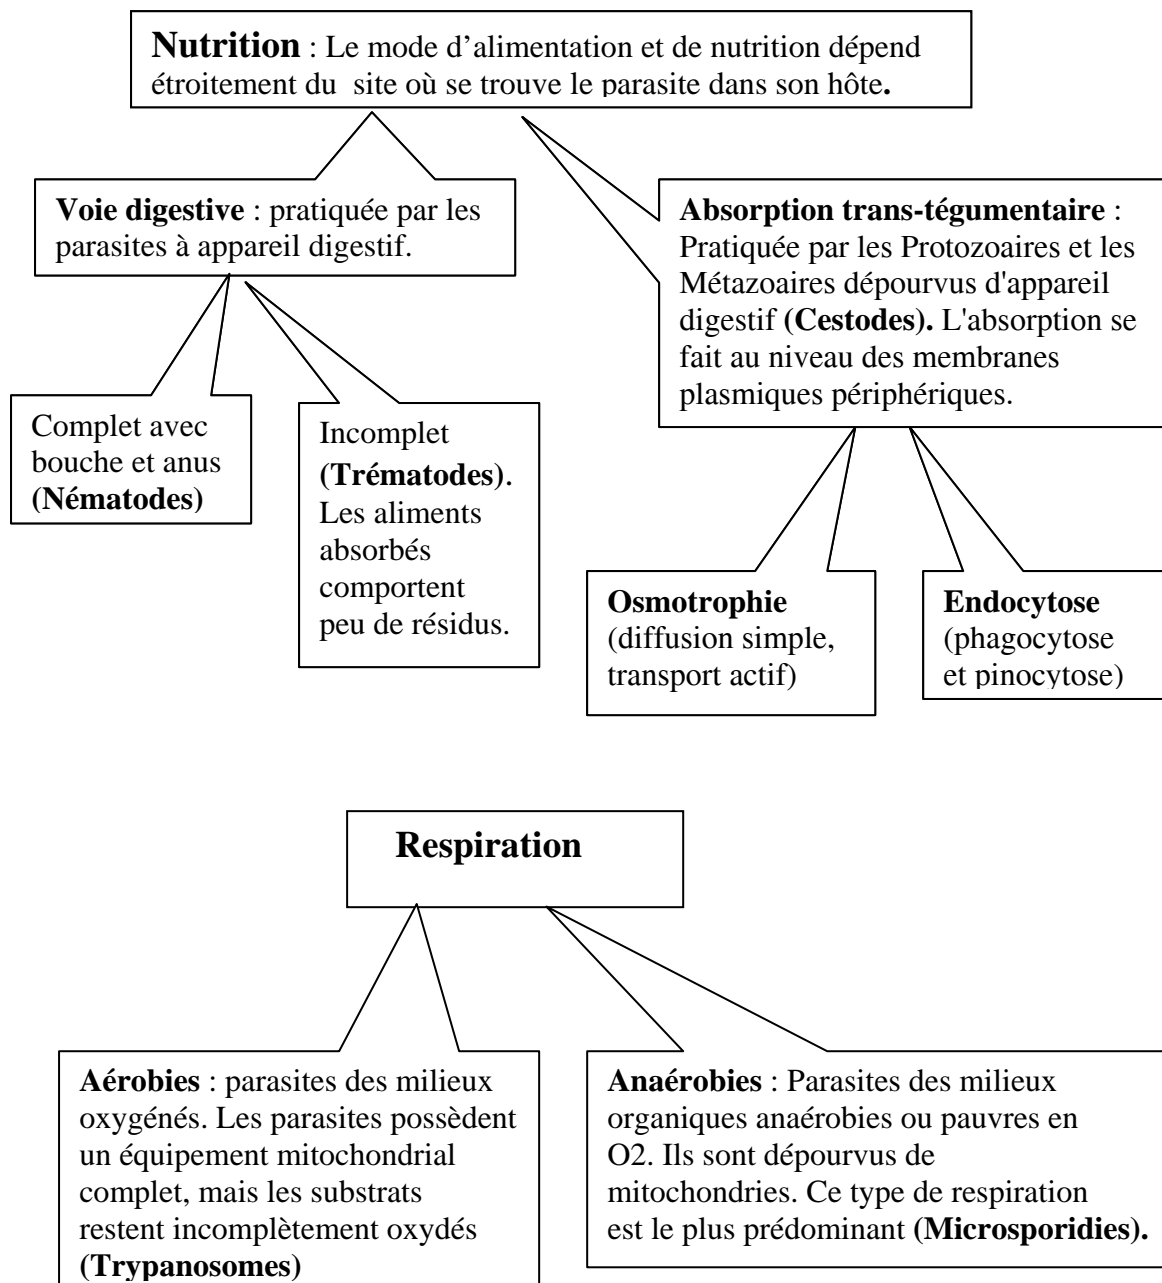 Nutrition : Le mode d’alimentation et de nutrition dépend
étroitement du  site où se trouve le parasite dans son hôte.
Voie digestive : pratiquée par les
parasites à appareil digestif.
Absorption trans-tégumentaire :
Pratiquée par les Protozoaires et les
Métazoaires dépourvus d'appareil
digestif (Cestodes). L'absorption se
fait au niveau des membranes
plasmiques périphériques.
Complet avec
bouche et anus
(Nématodes)
Incomplet
(Trématodes).
Les aliments
absorbés
comportent
peu de résidus.
Osmotrophie
(diffusion simple,
transport actif)
Endocytose
(phagocytose
et pinocytose)
Respiration
Aérobies : parasites des milieux
oxygénés. Les parasites possèdent
un équipement mitochondrial
complet, mais les substrats
restent incomplètement oxydés
(Trypanosomes)
Anaérobies : Parasites des milieux
organiques anaérobies ou pauvres en
O2. Ils sont dépourvus de
mitochondries. Ce type de respiration
est le plus prédominant (Microsporidies).